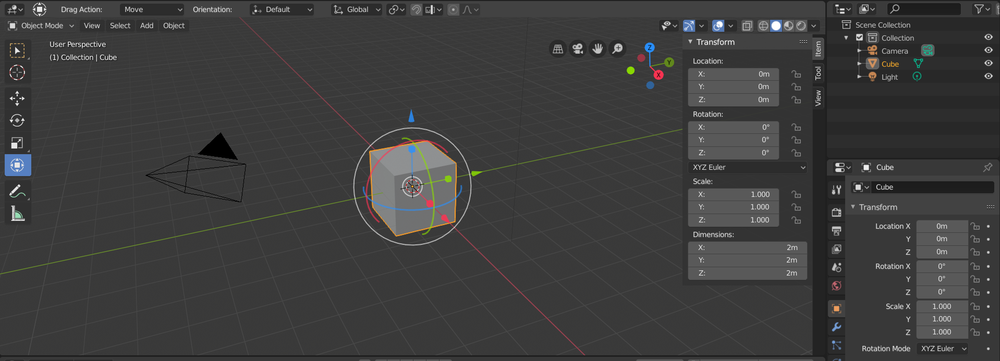 Drag Action: Move Orientation: Default Global
Object Mode View Select Add Object
User Perspective
(1) Collection | Cube
Z
Y
X
Transform
Location:
X: 0m
Y: 0m
Z: 0m
Rotation:
X: 0°
Y: 0°
Z: 0°
XYZ Euler
Scale:
X: 1.000
Y: 1.000
Z: 1.000
Dimensions:
X: 2m
Y: 2m
Z: 2m
Item
Tool
View
Scene Collection
Collection
Camera
Cube
Light
Cube
Cube
Transform
Location X 0m
Y 0m
Z 0m
Rotation X 0°
Y 0°
Z 0°
Scale X 1.000
Y 1.000
Z 1.000
Rotation Mode XYZ Euler